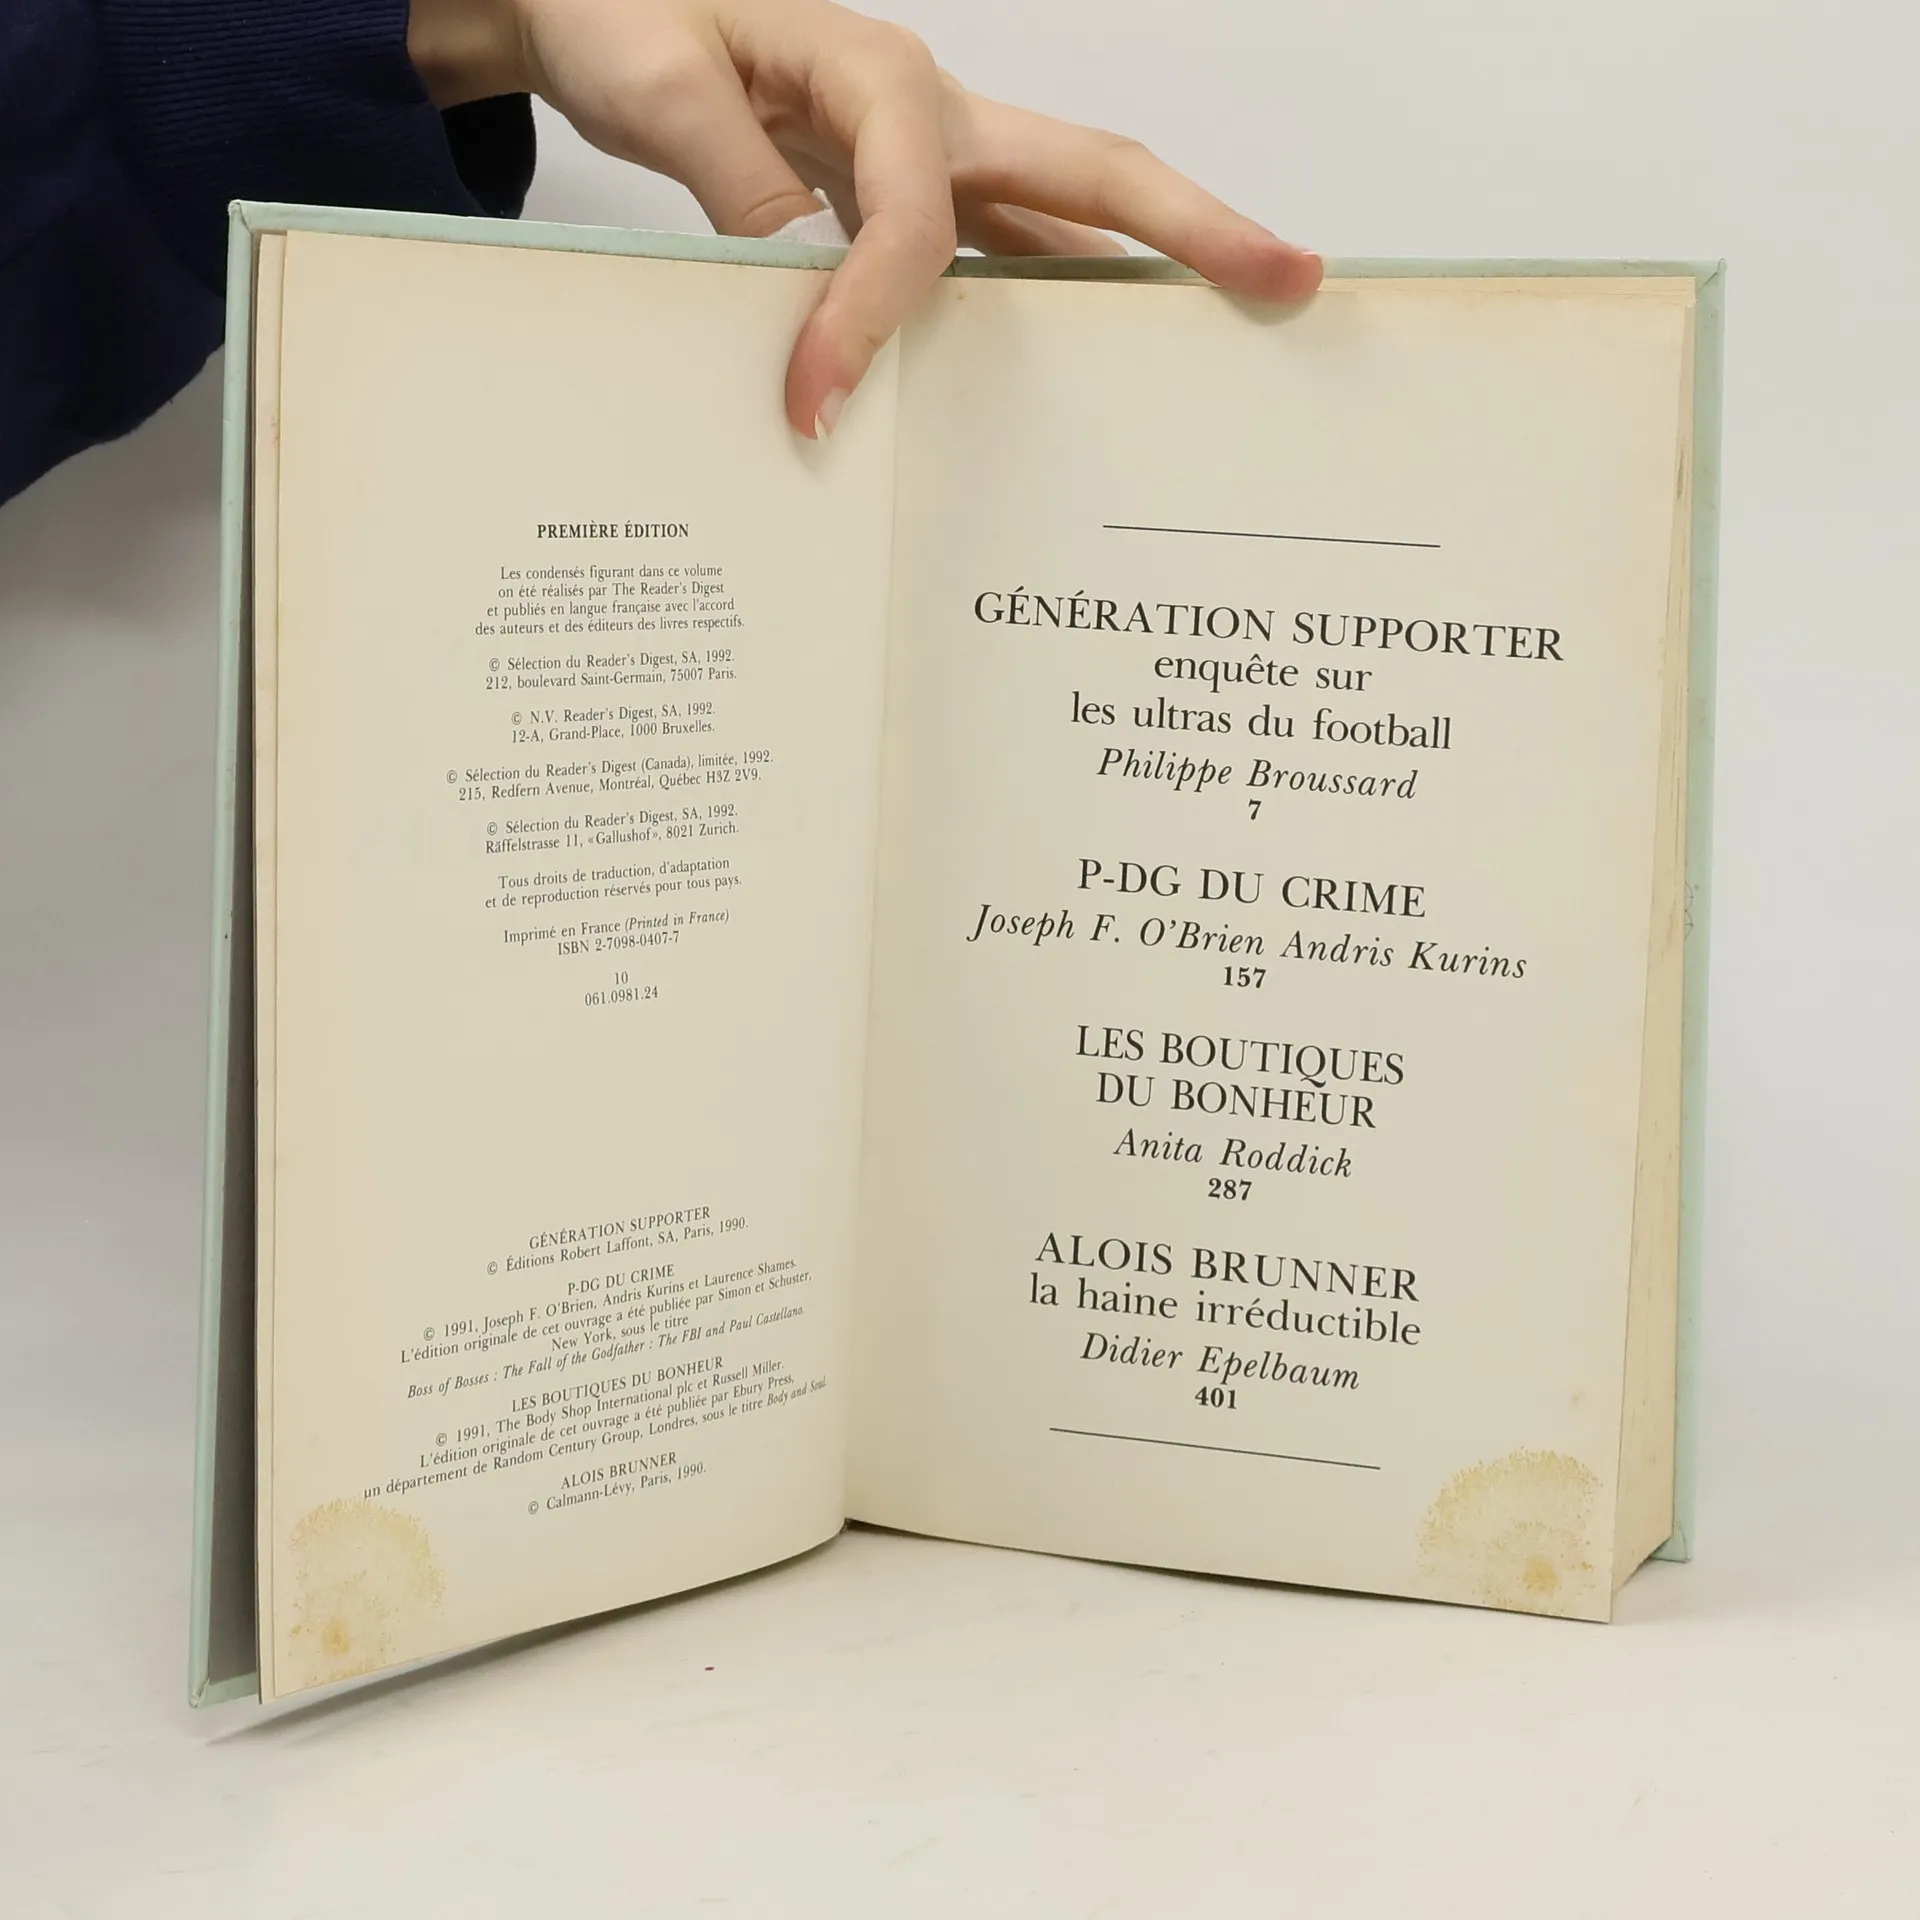 PREMIÈRE ÉDITION
Les condensés figurant dans ce volume
on été réalisés par The Reader's Digest
et publiés en langue française avec l'accord
des auteurs et des éditeurs des livres respectifs.
© Sélection du Reader's Digest, SA, 1992.
212, boulevard Saint-Germain, 75007 Paris.
© N.V. Reader's Digest, SA, 1992.
12-A, Grand-Place, 1000 Bruxelles.
© Sélection du Reader's Digest (Canada), limitée, 1992.
215, Redfern Avenue, Montréal, Québec H3Z 2V9.
© Sélection du Reader's Digest, SA, 1992.
Räffelstrasse 11, «Gallushof», 8021 Zurich.
Tous droits de traduction, d'adaptation
et de reproduction réservés pour tous pays.
Imprimé en France (Printed in France)
ISBN 2-7098-0407-7
10
061.0981.24
GÉNÉRATION SUPPORTER
© Éditions Robert Laffont, SA, Paris, 1990.
P-DG DU CRIME
© 1991, Joseph F. O'Brien, Andris Kurins et Laurence Shames.
L'édition originale de cet ouvrage a été publiée par Simon et Schuster,
New York, sous le titre
Boss of Bosses : The Fall of the Godfather : The FBI and Paul Castellano.
LES BOUTIQUES DU BONHEUR
© 1991, The Body Shop International plc et Russell Miller.
L'édition originale de cet ouvrage a été publiée par Ebury Press,
un département de Random Century Group, Londres, sous le titre Body and Soul.
ALOIS BRUNNER
© Calmann-Lévy, Paris, 1990.
GÉNÉRATION SUPPORTER
enquête sur
les ultras du football
Philippe Broussard
7
P-DG DU CRIME
Joseph F. O'Brien Andris Kurins
157
LES BOUTIQUES
DU BONHEUR
Anita Roddick
287
ALOIS BRUNNER
la haine irréductible
Didier Epelbaum
401